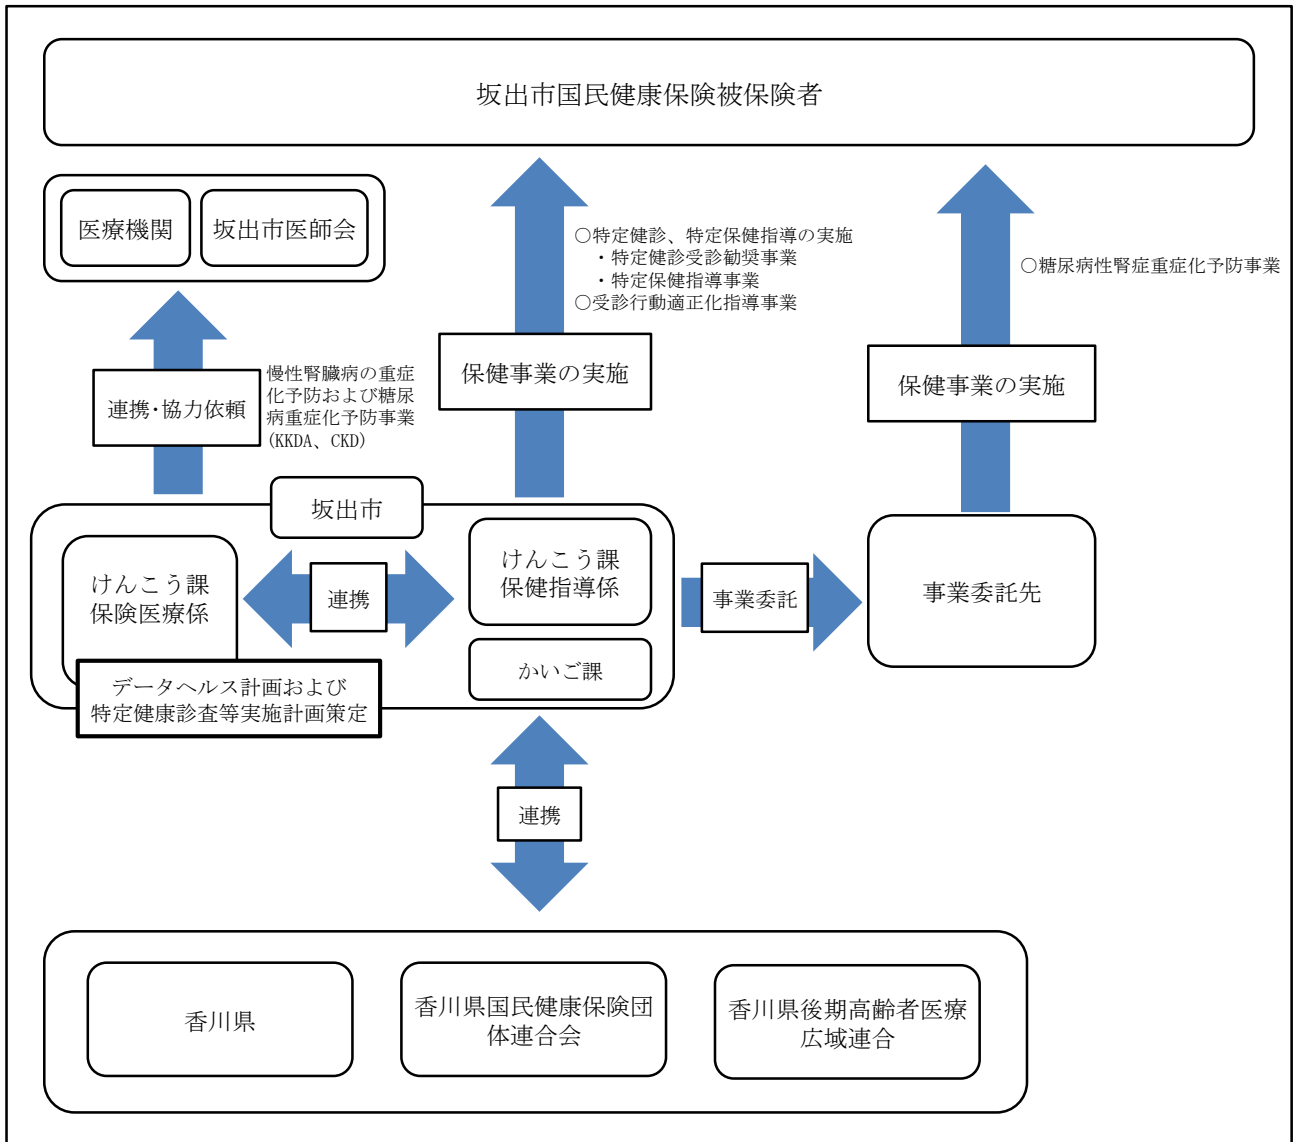 坂出市国民健康保険被保険者
医療機関
坂出市医師会
○特定健診、特定保健指導の実施
・特定健診受診勧奨事業
・特定保健指導事業
○受診行動適正化指導事業
○糖尿病性腎症重症化予防事業
連携・協力依頼
慢性腎臓病の重症
化予防および糖尿
病重症化予防事業
(KKDA、CKD)
保健事業の実施
保健事業の実施
坂出市
けんこう課
保険医療係
連携
けんこう課
保健指導係
かいご課
事業委託
事業委託先
データヘルス計画および
特定健康診査等実施計画策定
連携
香川県
香川県国民健康保険団
体連合会
香川県後期高齢者医療
広域連合